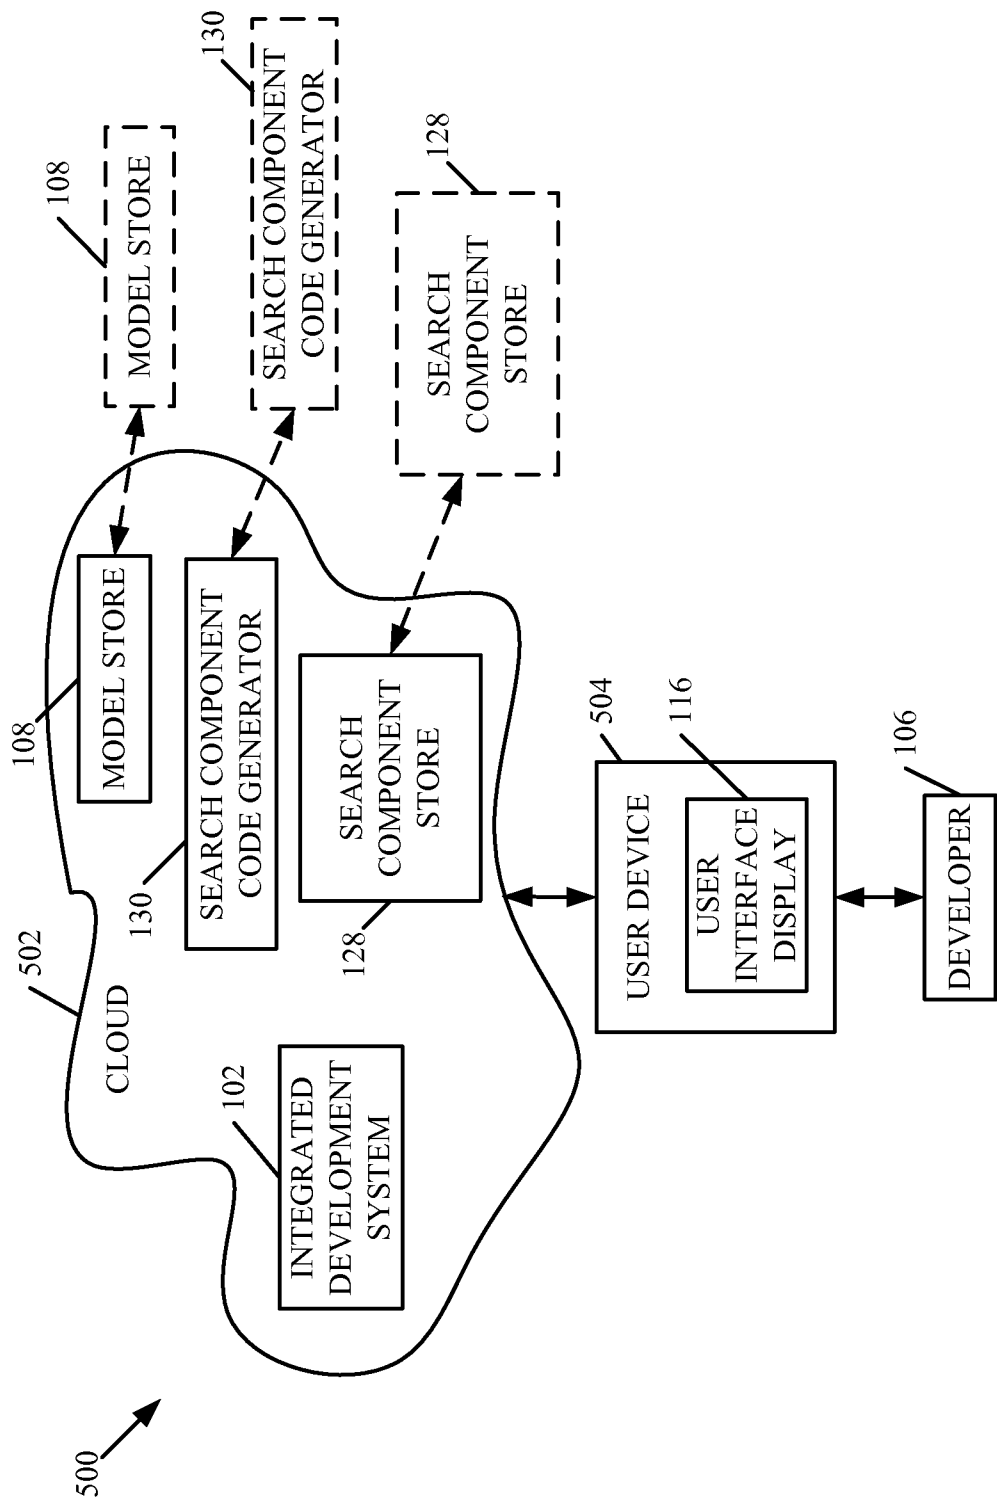 500
502
CLOUD
102
INTEGRATED
DEVELOPMENT
SYSTEM
108
MODEL STORE
130
SEARCH COMPONENT
CODE GENERATOR
128
SEARCH
COMPONENT
STORE
108
MODEL STORE
130
SEARCH COMPONENT
CODE GENERATOR
128
SEARCH
COMPONENT
STORE
504
USER DEVICE
116
USER
INTERFACE
DISPLAY
106
DEVELOPER